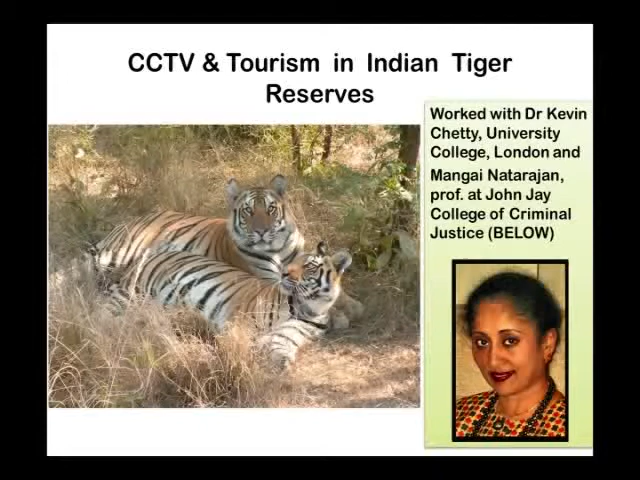 CCTV & Tourism in Indian Tiger
Reserves
Worked with Dr Kevin
Chetty, University
College, London and
Mangai Natarajan,
prof. at John Jay
College of Criminal
Justice (BELOW)